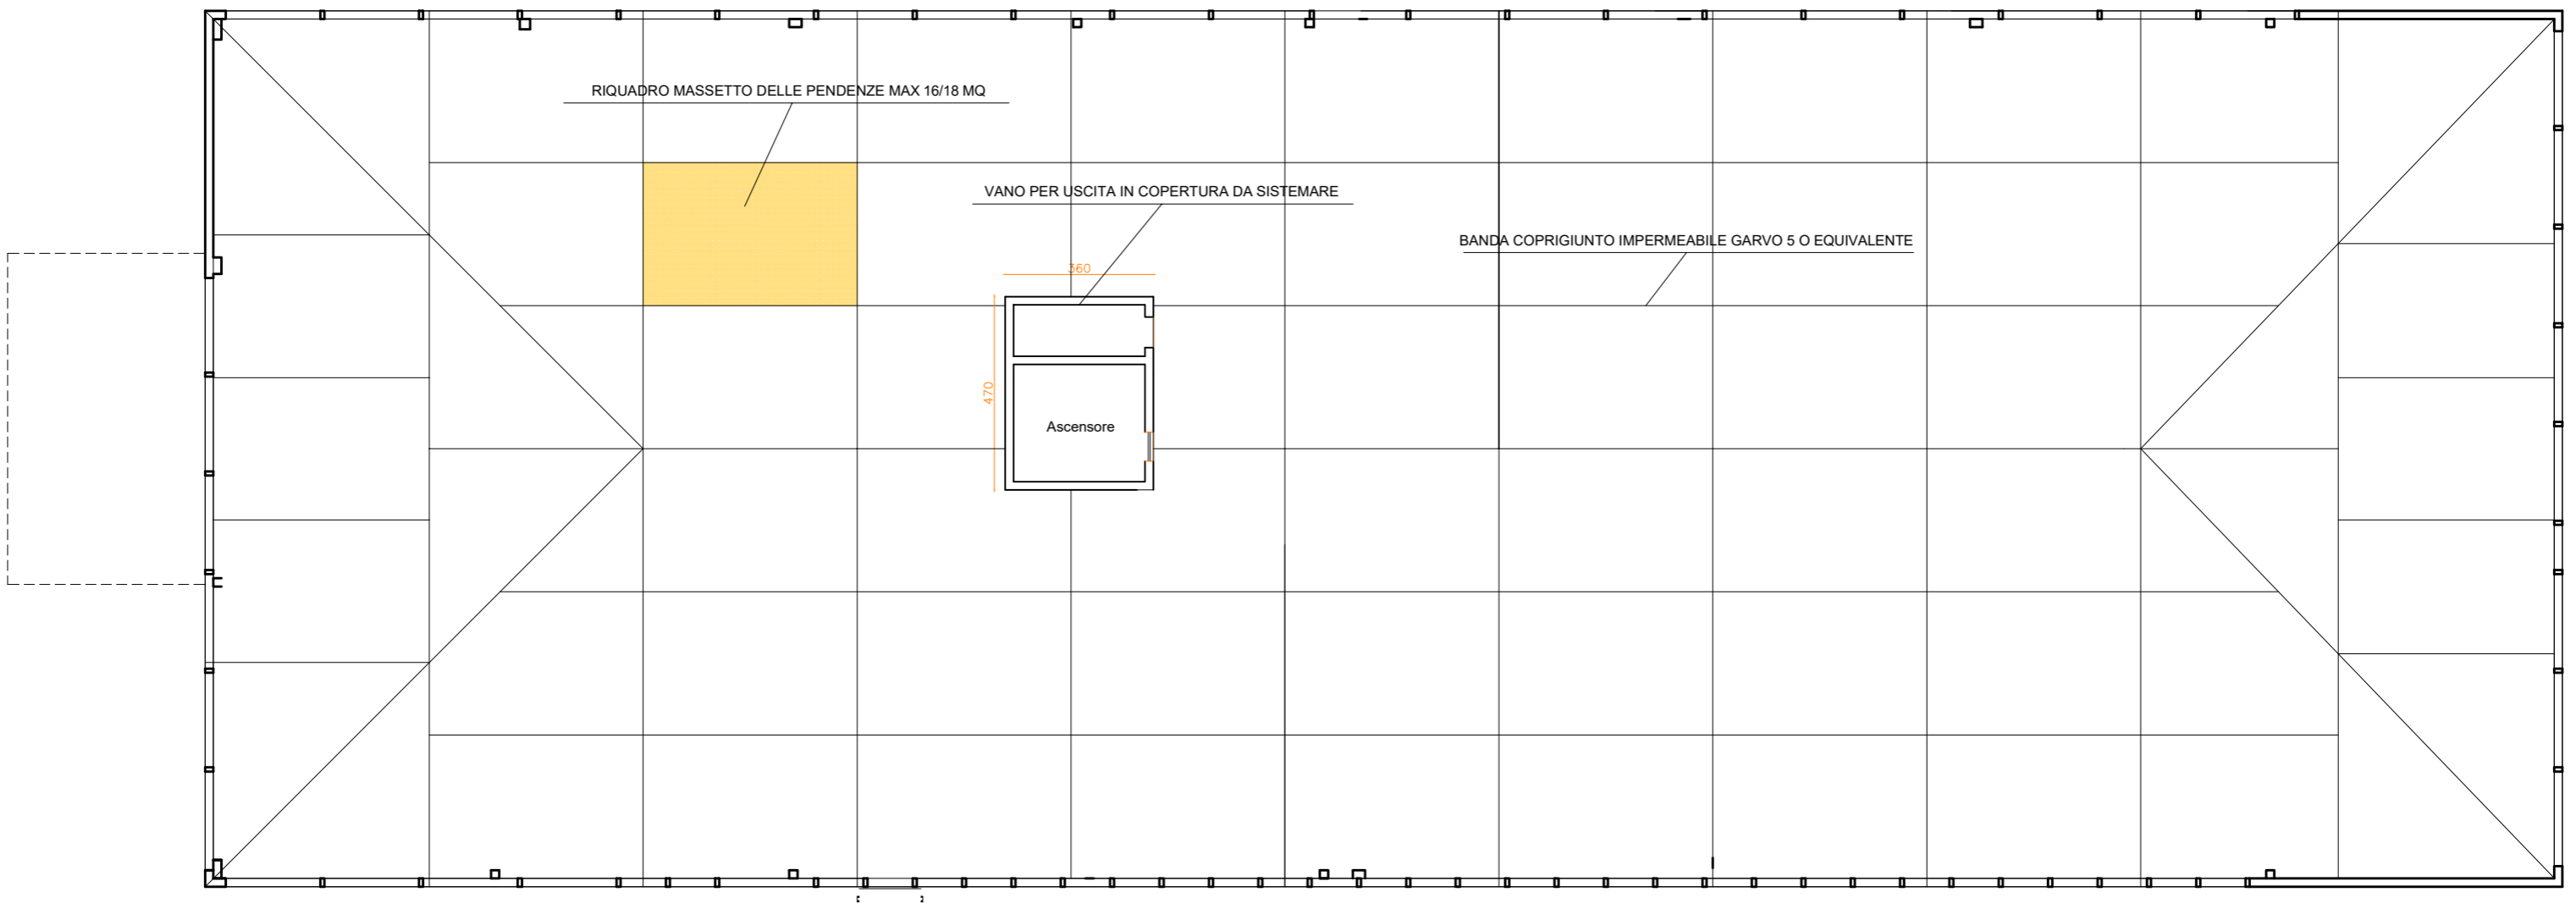 RIQUADRO MASSETTO DELLE PENDENZE MAX 16/18 MQ
VANO PER USCITA IN COPERTURA DA SISTEMARE
BANDA COPRIGIUNTO IMPERMEABILE GARVO 5 O EQUIVALENTE
360
470
Ascensore